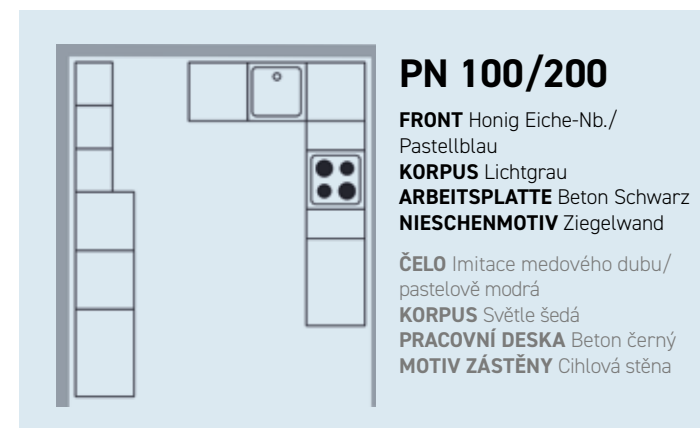 PN 100/200
FRONT Honig Eiche-Nb./
Pastellblau
KORPUS Lichtgrau
ARBEITSPLATTE Beton Schwarz
NIESCHENMOTIV Ziegelwand
ČELO Imitace medového dubu/
pastelově modrá
KORPUS Světle šedá
PRACOVNÍ DESKA Beton černý
MOTIV ZÁSTĚNY Cihlová stěna